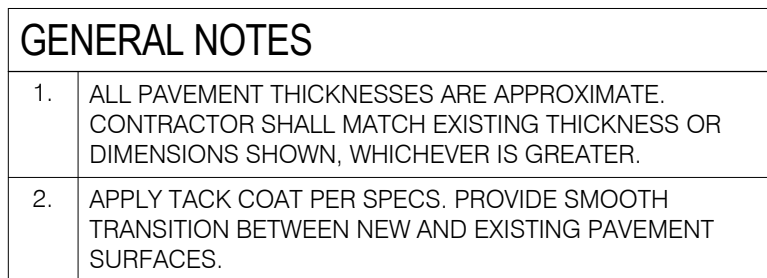 GENERAL NOTES
1. ALL PAVEMENT THICKNESSES ARE APPROXIMATE.
CONTRACTOR SHALL MATCH EXISTING THICKNESS OR
DIMENSIONS SHOWN, WHICHEVER IS GREATER.
2. APPLY TACK COAT PER SPECS. PROVIDE SMOOTH
TRANSITION BETWEEN NEW AND EXISTING PAVEMENT
SURFACES.